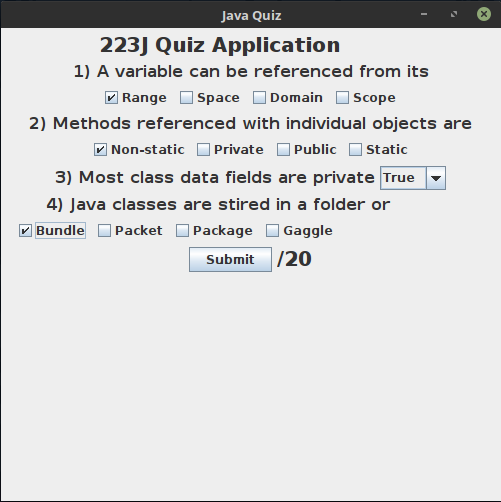 Java Quiz
223J Quiz Application
1) A variable can be referenced from its
Range Space Domain Scope
2) Methods referenced with individual objects are
Non-static Private Public Static
3) Most class data fields are private True
4) Java classes are stired in a folder or
Bundle Packet Package Gaggle
Submit /20